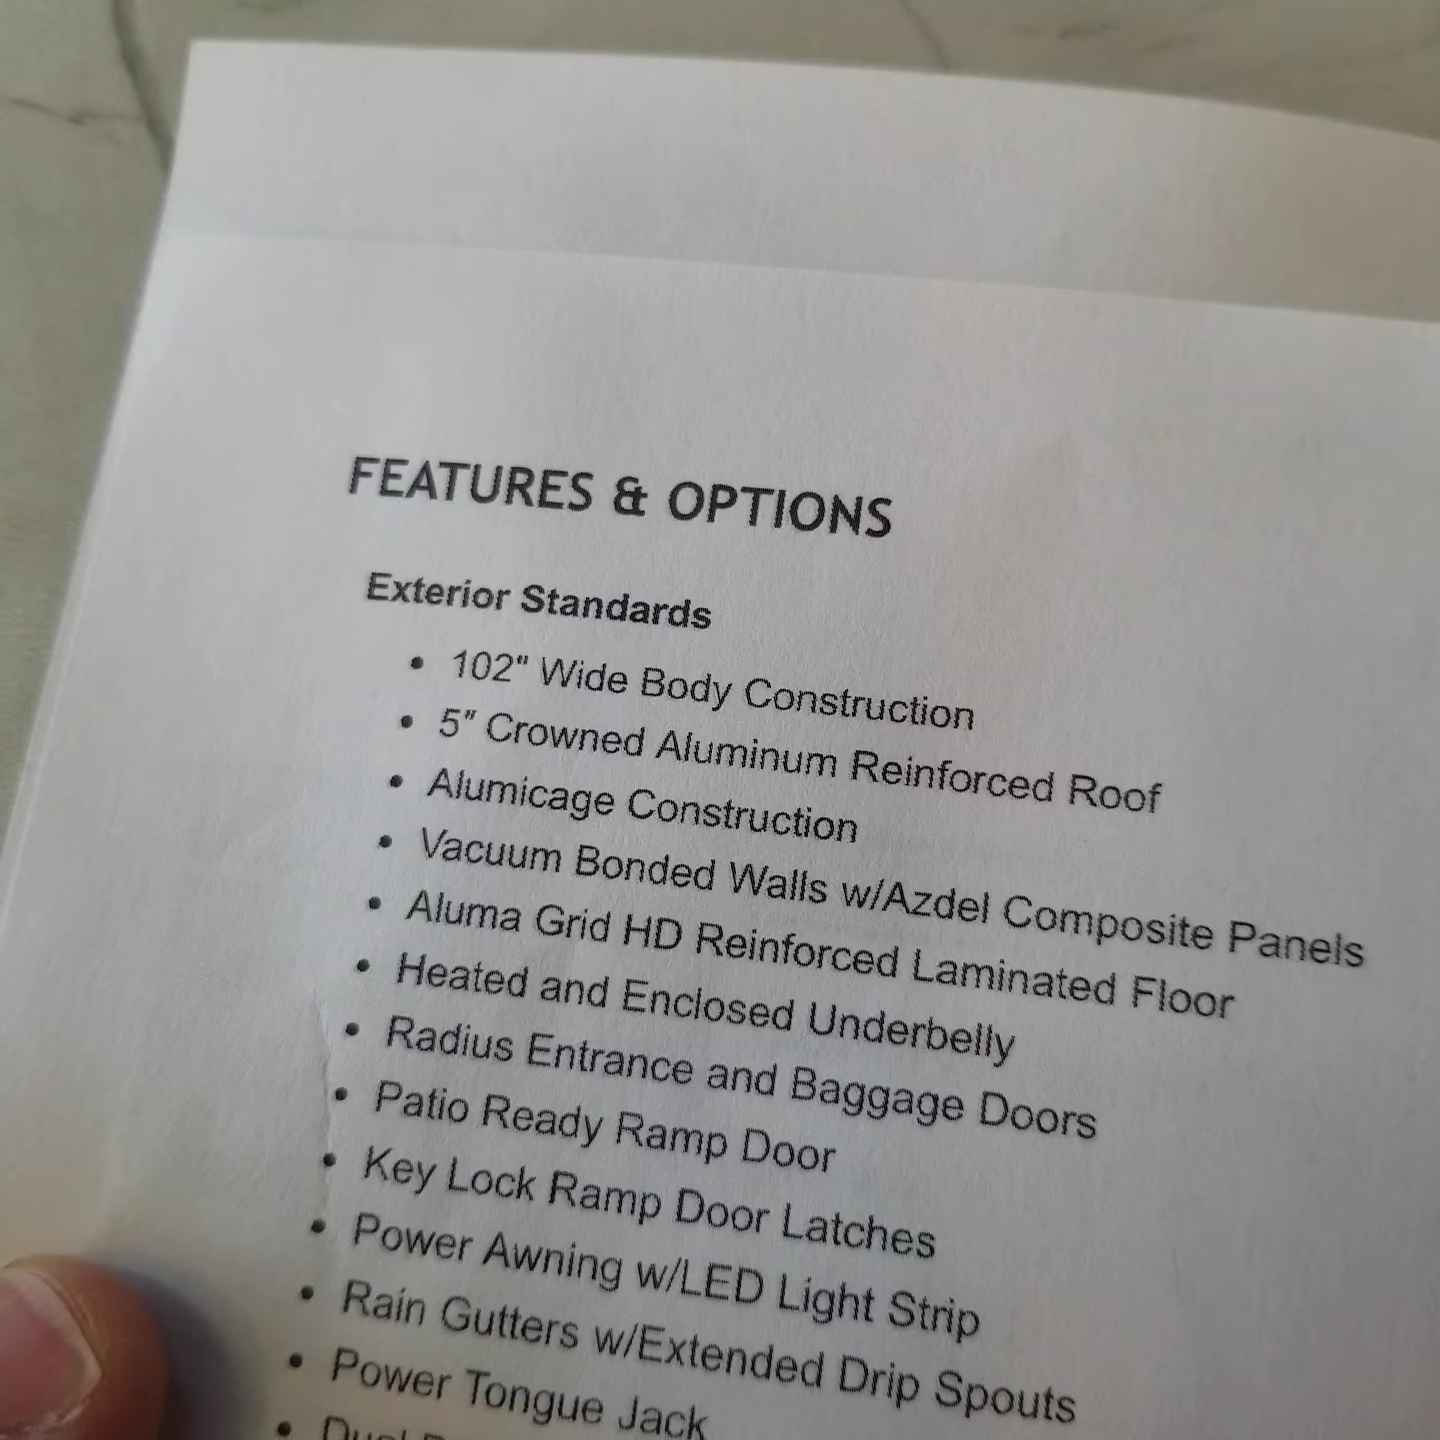 FEATURES & OPTIONS
Exterior Standards
• 102" Wide Body Construction
• 5" Crowned Aluminum Reinforced Roof
• Alumicage Construction
• Vacuum Bonded Walls w/Azdel Composite Panels
• Aluma Grid HD Reinforced Laminated Floor
• Heated and Enclosed Underbelly
• Radius Entrance and Baggage Doors
• Patio Ready Ramp Door
• Key Lock Ramp Door Latches
• Power Awning w/LED Light Strip
• Rain Gutters w/Extended Drip Spouts
• Power Tongue Jack